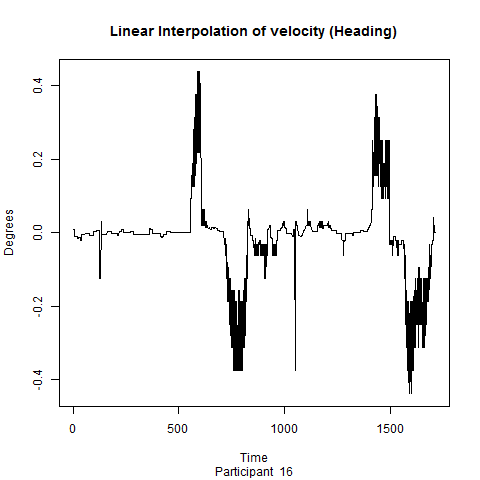 Linear Interpolation of velocity (Heading)
Degrees
0.4
0.2
0.0
-0.2
-0.4
0 500 1000 1500
Time
Participant 16